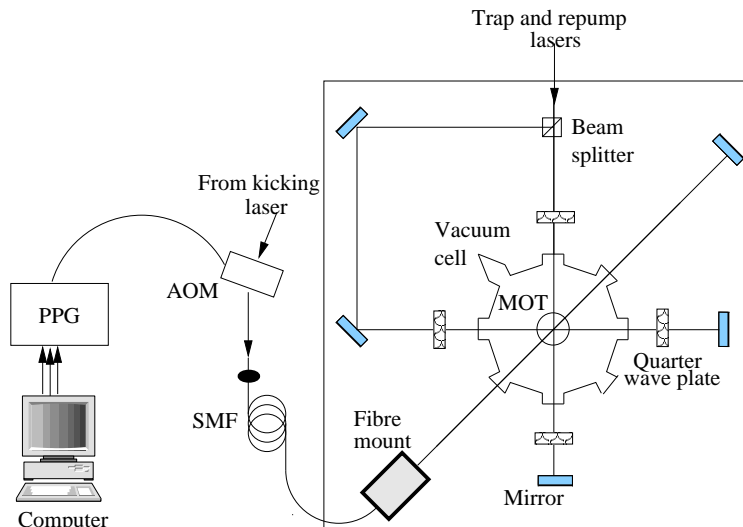 Trap and repump
lasers
Beam
splitter
From kicking
laser
Vacuum
cell
AOM
MOT
PPG
Quarter
wave plate
SMF
Fibre
mount
Mirror
Computer